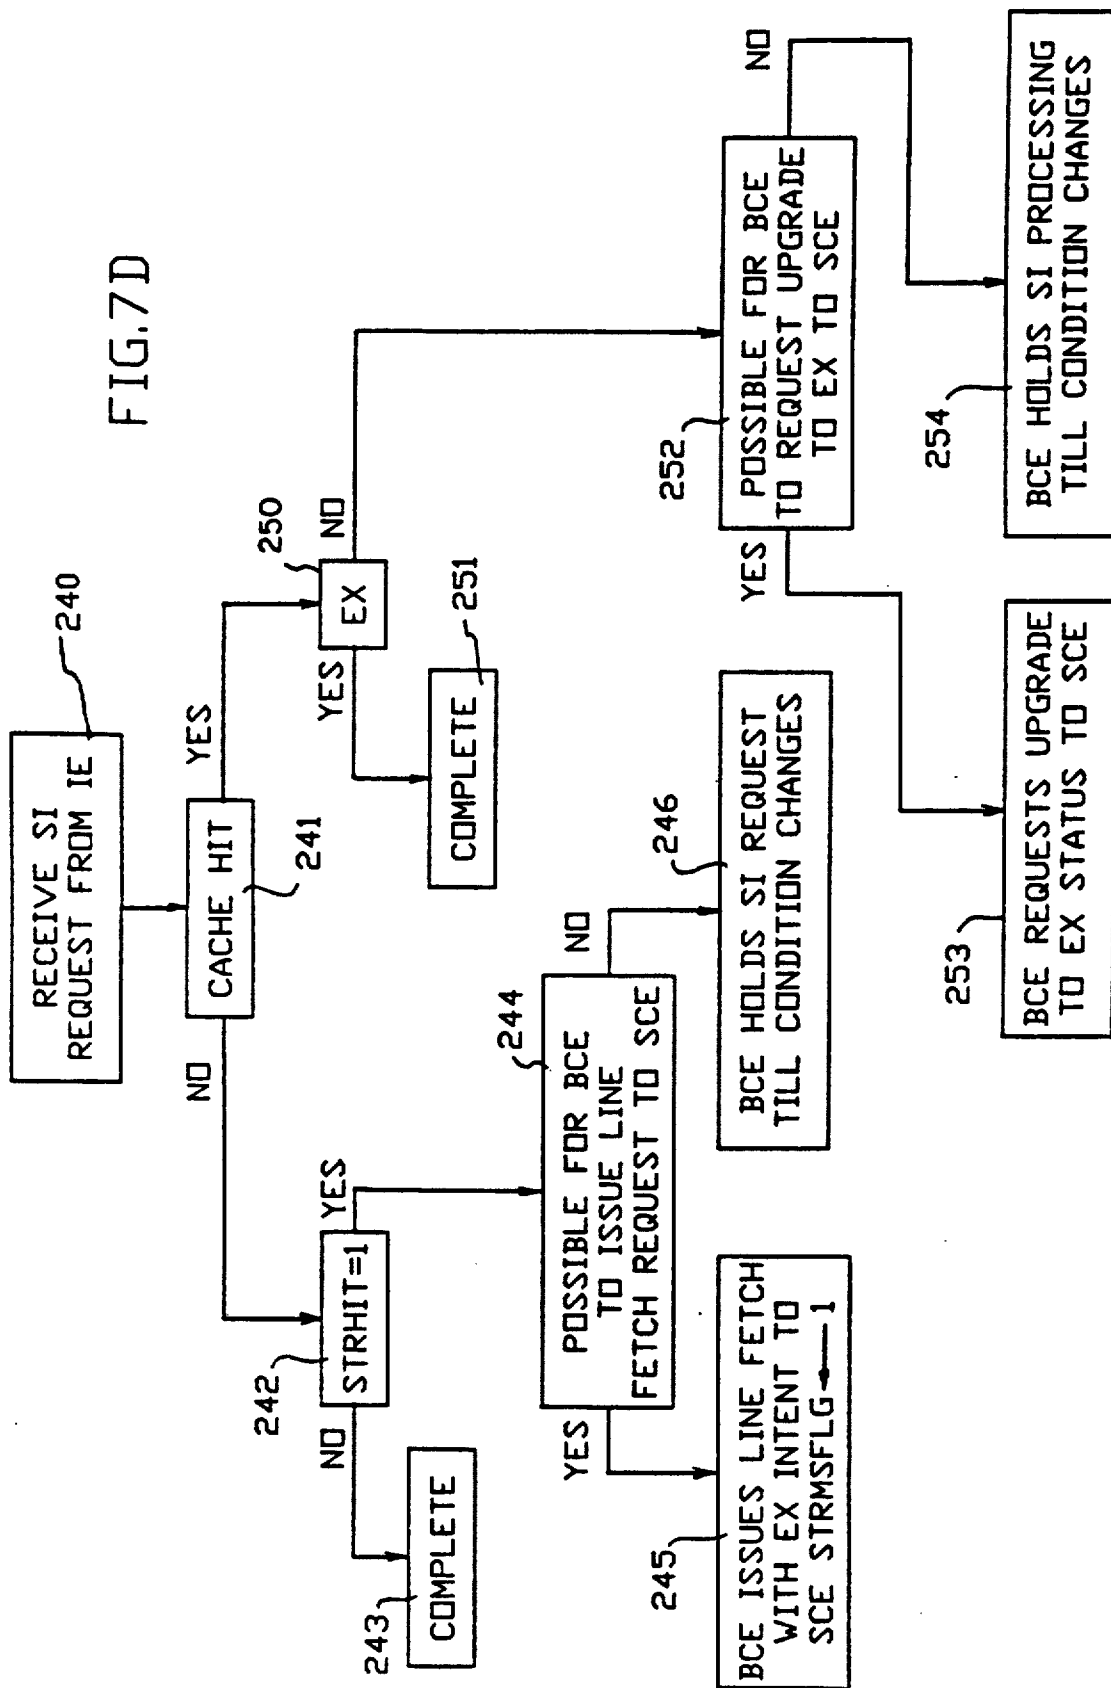 FIG.7D
240
RECEIVE SI
REQUEST FROM IE
CACHE HIT
241
NO
YES
242
STRHIT=1
NO
YES
250
EX
YES
NO
243
COMPLETE
251
COMPLETE
244
POSSIBLE FOR BCE
TO ISSUE LINE
FETCH REQUEST TO SCE
YES
NO
252
POSSIBLE FOR BCE
TO REQUEST UPGRADE
TO EX TO SCE
YES
NO
245
BCE ISSUES LINE FETCH
WITH EX INTENT TO
SCE STRMSFLG←1
246
BCE HOLDS SI REQUEST
TILL CONDITION CHANGES
253
BCE REQUESTS UPGRADE
TO EX STATUS TO SCE
254
BCE HOLDS SI PROCESSING
TILL CONDITION CHANGES